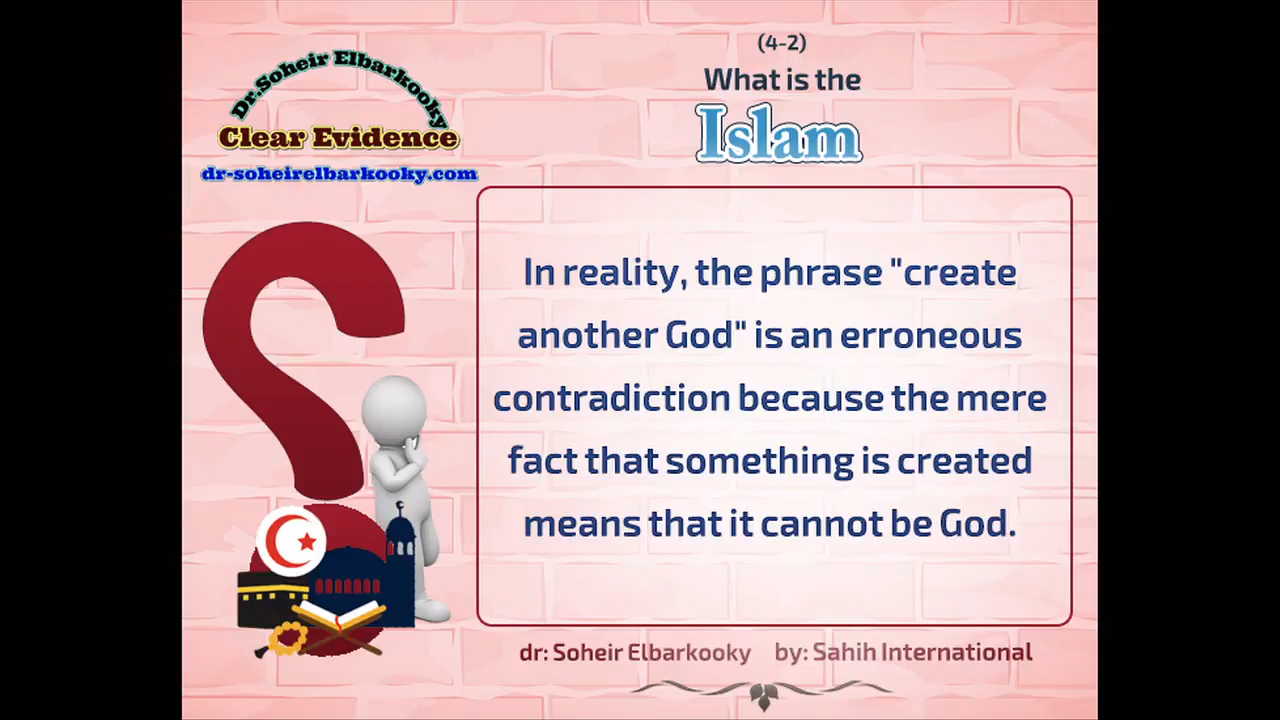 Dr.Soheir Elbarkooky
Clear Evidence
dr-soheirelbarkooky.com
(4-2)
What is the
Islam
In reality, the phrase "create
another God" is an erroneous
contradiction because the mere
fact that something is created
means that it cannot be God.
dr: Soheir Elbarkooky by: Sahih International